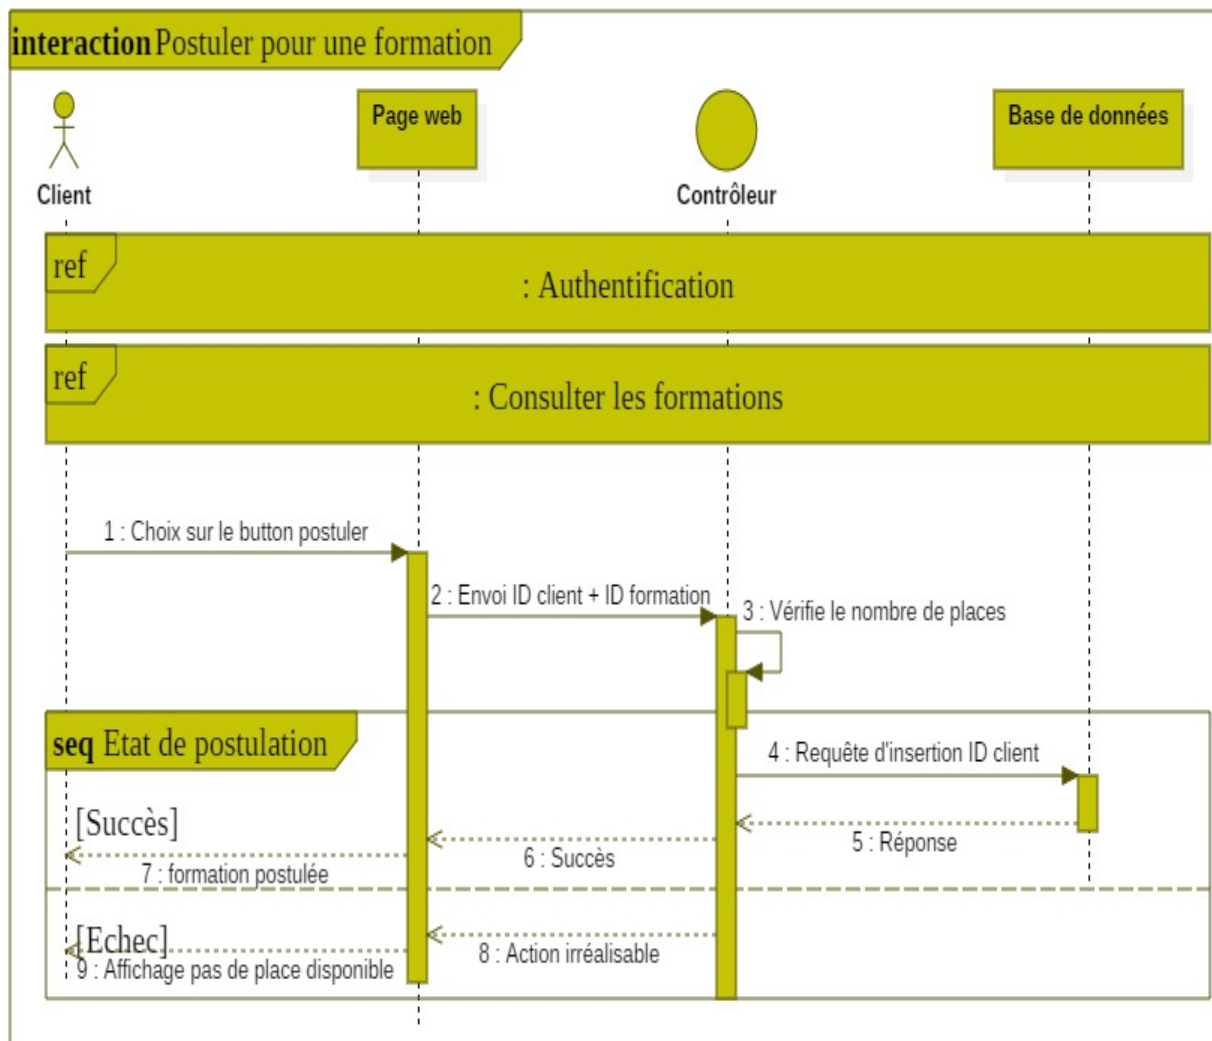 interaction Postuler pour une formation
Page web
Base de données
Client
Contrôleur
ref
: Authentification
ref
: Consulter les formations
1 : Choix sur le button postuler
2 : Envoi ID client + ID formation
3 : Vérifie le nombre de places
seq Etat de postulation
4 : Requête d'insertion ID client
[Succès]
5 : Réponse
6 : Succès
7 : formation postulée
[Echec]
8 : Action irréalisable
9 : Affichage pas de place disponible